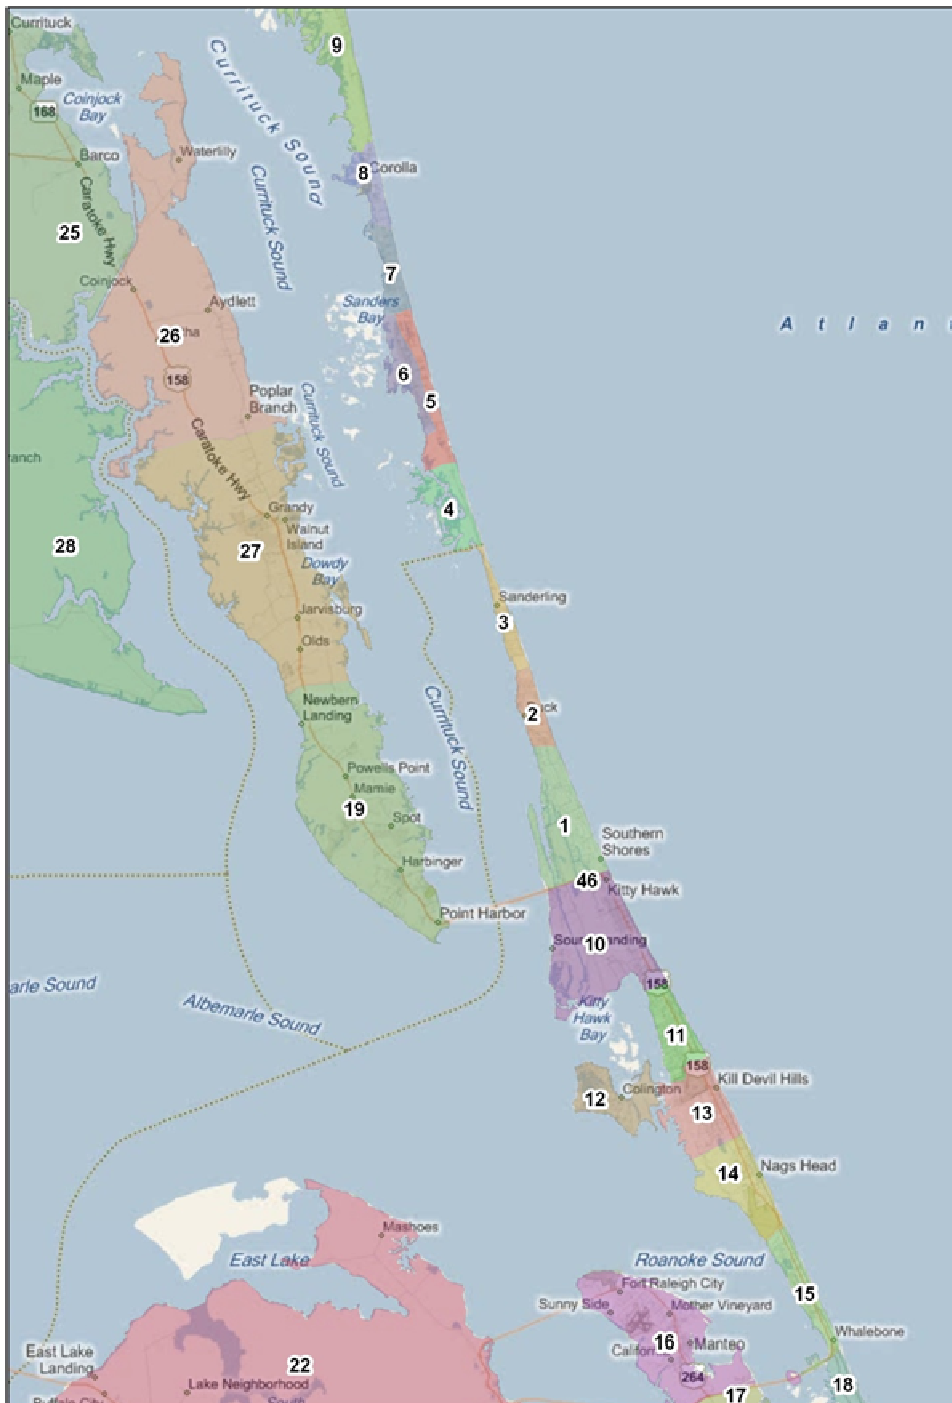 Currituck
9
Maple
Currituck Sound
Coinjock
Bay
168
Barco
Waterlilly
Corolla
8
Caratoke Hwy
Currituck Sound
25
7
Coinjock
Sanders
Bay
Aydlett
Atlant
26
158
6
Poplar
Branch
5
Currituck Sound
Caratoke Hwy
4
Grandy
Walnut
Island
28
27
Dowdy
Bay
Sanderling
Jarvisburg
3
Olds
Newbern
Landing
2
Currituck Sound
Powells Point
Mamie
19
Spot
1
Southern
Shores
Harbinger
46
Kitty Hawk
Point Harbor
10
158
Albemarle Sound
Kitty
Hawk
Bay
11
158
Kill Devil Hills
Colington
12
13
Nags Head
14
Mashoes
East Lake
Roanoke Sound
Fort Raleigh City
15
Sunny Side
Mother Vineyard
Whalebone
16
Manteo
East Lake
Landing
22
264
Lake Neighborhood
18
17
South